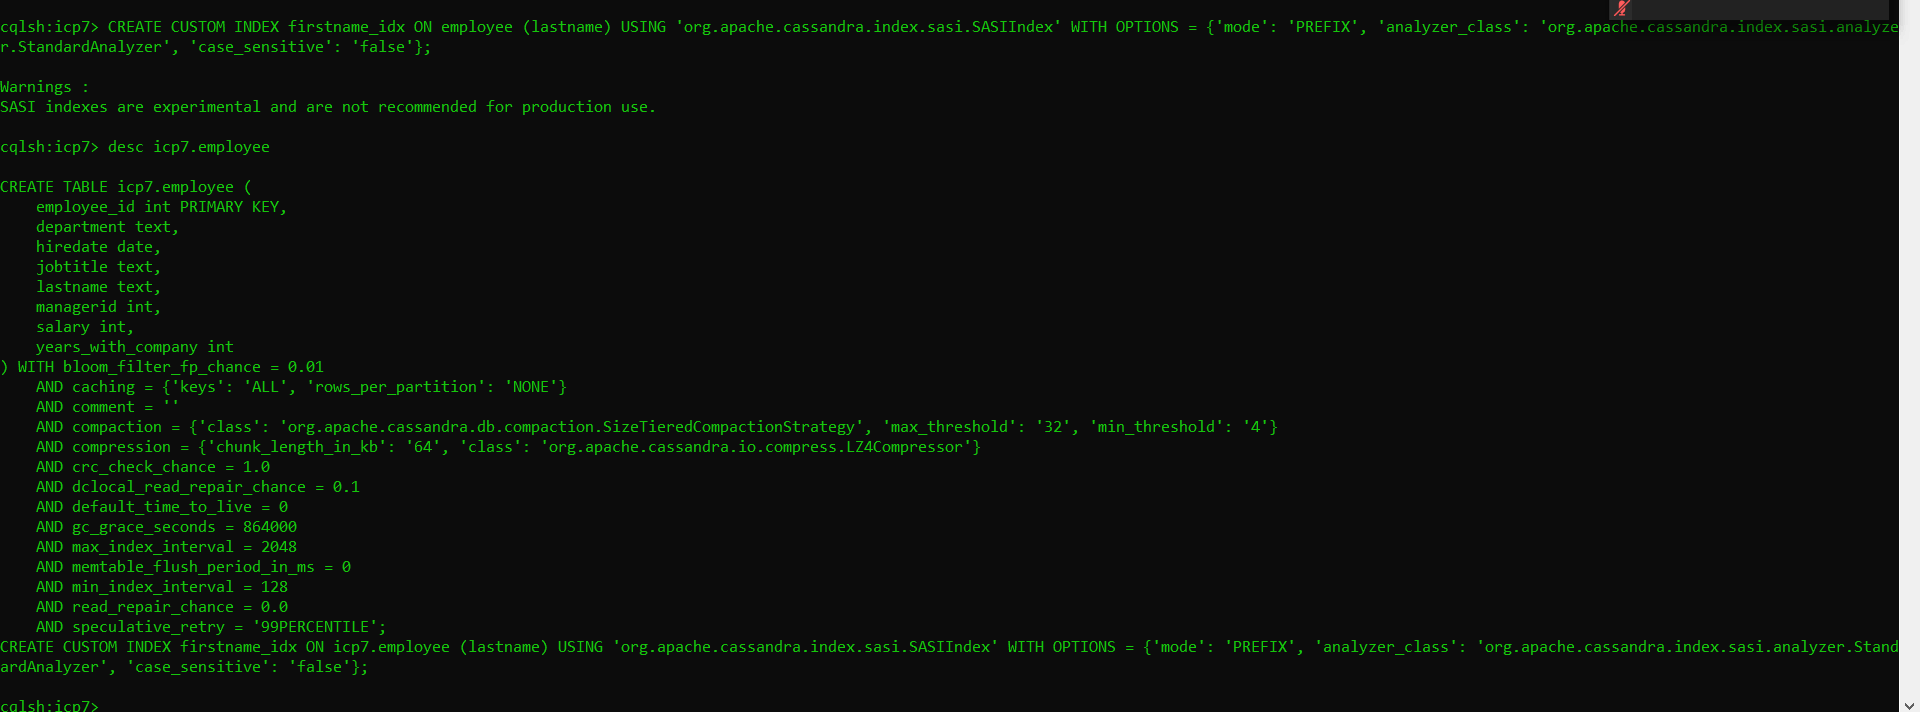 cqlsh:icp7> CREATE CUSTOM INDEX firstname_idx ON employee (lastname) USING 'org.apache.cassandra.index.sasi.SASIIndex' WITH OPTIONS = {'mode': 'PREFIX', 'analyzer_class': 'org.apache.cassandra.index.sasi.analyze
r.StandardAnalyzer', 'case_sensitive': 'false'};
Warnings :
SASI indexes are experimental and are not recommended for production use.
cqlsh:icp7> desc icp7.employee
CREATE TABLE icp7.employee (
    employee_id int PRIMARY KEY,
    department text,
    hiredate date,
    jobtitle text,
    lastname text,
    managerid int,
    salary int,
    years_with_company int
) WITH bloom_filter_fp_chance = 0.01
    AND caching = {'keys': 'ALL', 'rows_per_partition': 'NONE'}
    AND comment = ''
    AND compaction = {'class': 'org.apache.cassandra.db.compaction.SizeTieredCompactionStrategy', 'max_threshold': '32', 'min_threshold': '4'}
    AND compression = {'chunk_length_in_kb': '64', 'class': 'org.apache.cassandra.io.compress.LZ4Compressor'}
    AND crc_check_chance = 1.0
    AND dclocal_read_repair_chance = 0.1
    AND default_time_to_live = 0
    AND gc_grace_seconds = 864000
    AND max_index_interval = 2048
    AND memtable_flush_period_in_ms = 0
    AND min_index_interval = 128
    AND read_repair_chance = 0.0
    AND speculative_retry = '99PERCENTILE';
CREATE CUSTOM INDEX firstname_idx ON icp7.employee (lastname) USING 'org.apache.cassandra.index.sasi.SASIIndex' WITH OPTIONS = {'mode': 'PREFIX', 'analyzer_class': 'org.apache.cassandra.index.sasi.analyzer.Stand
ardAnalyzer', 'case_sensitive': 'false'};
cqlsh:icp7>